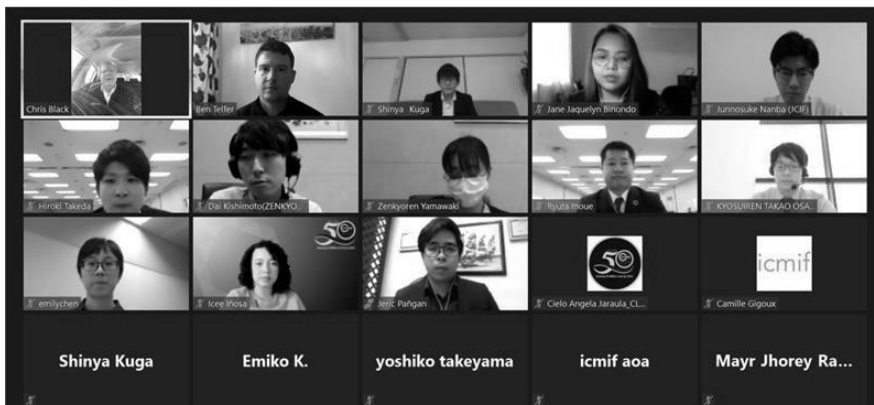 Chris Black
Ben Telfer
Shinya Kuga
Jane Jaquelyn Binondo
Junnosuke Nanba (JCIF)
Hiroki Takeda
Dai Kishimoto(ZENKYO...
Zenkyoren Yamawaki
Ryuta Inoue
KYOSUIREN TAKAO OSA...
emilychen
50
Icee Iñosa
Jeric Pañgan
50
Cielo Angela Jaraula_CL...
icmif
Camille Gigoux
Shinya Kuga
Emiko K.
yoshiko takeyama
icmif aoa
Mayr Jhorey Ra...